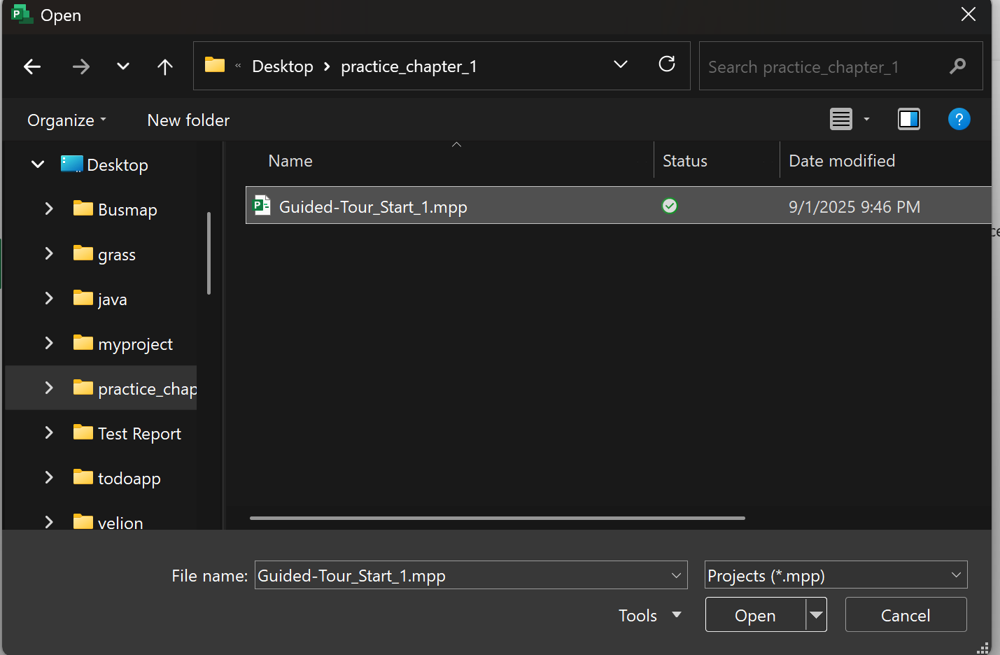 Open
« Desktop > practice_chapter_1
Search practice_chapter_1
Organize
New folder
?
Desktop
Busmap
grass
java
myproject
practice_chap
Test Report
todoapp
velion
Name
Status
Date modified
Guided-Tour_Start_1.mpp
9/1/2025 9:46 PM
File name:
Guided-Tour_Start_1.mpp
Projects (*.mpp)
Tools
Open
Cancel